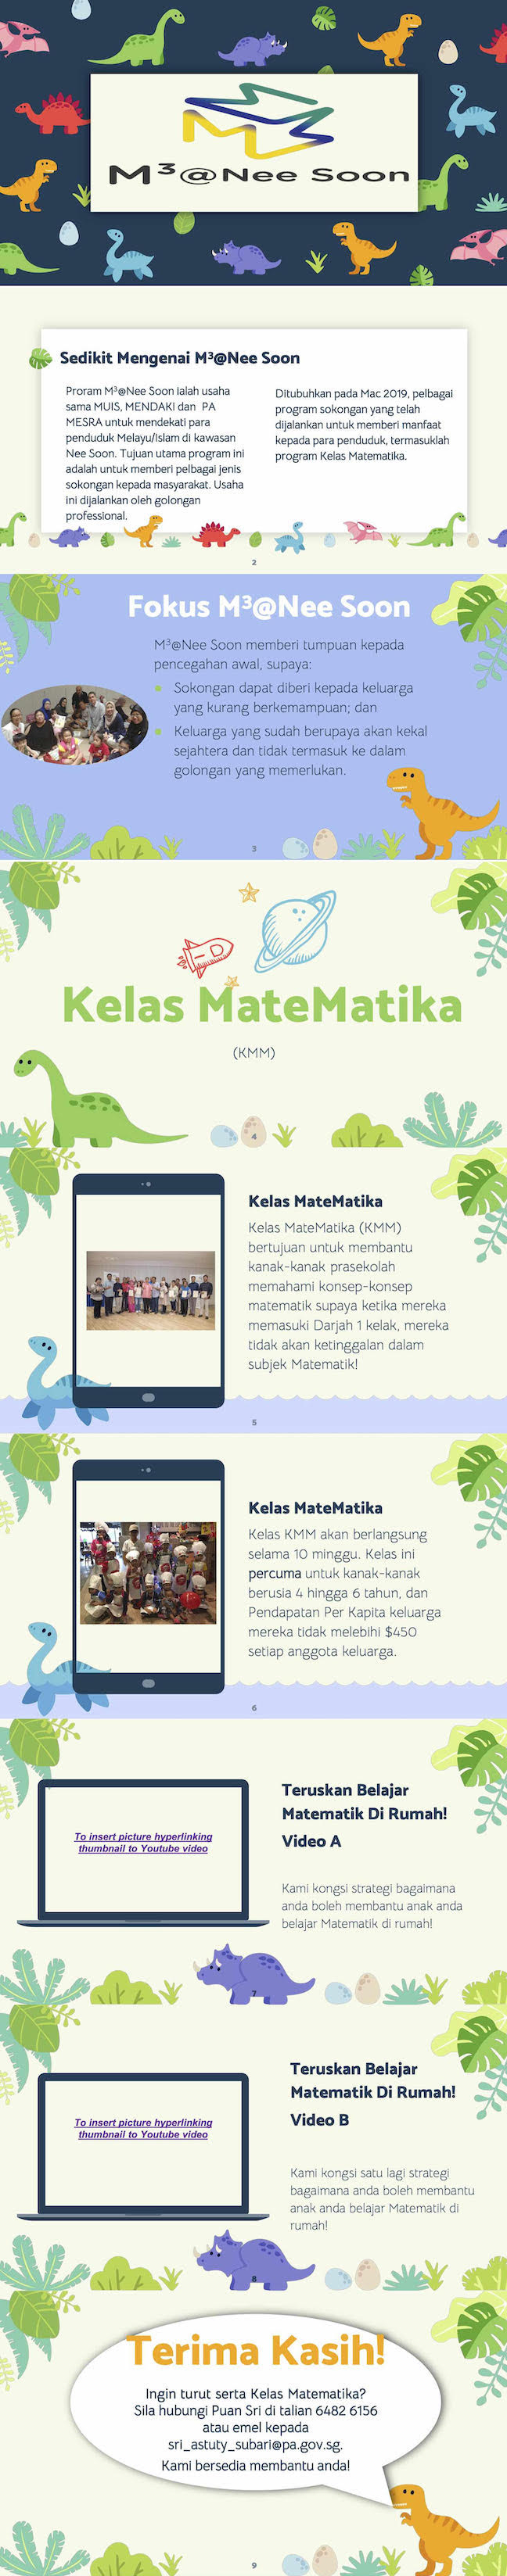 M³@Nee Soon
Sedikit Mengenai M³@Nee Soon
Proram M³@Nee Soon ialah usaha
sama MUIS, MENDAKI dan PA
MESRA untuk mendekati para
penduduk Melayu/Islam di kawasan
Nee Soon. Tujuan utama program ini
adalah untuk memberi pelbagai jenis
sokongan kepada masyarakat. Usaha
ini dijalankan oleh golongan
professional.
Ditubuhkan pada Mac 2019, pelbagai
program sokongan yang telah
dijalankan untuk memberi manfaat
kepada para penduduk, termasuklah
program Kelas Matematika.
2
Fokus M³@Nee Soon
M³@Nee Soon memberi tumpuan kepada
pencegahan awal, supaya:
Sokongan dapat diberi kepada keluarga
yang kurang berkemampuan; dan
Keluarga yang sudah berupaya akan kekal
sejahtera dan tidak termasuk ke dalam
golongan yang memerlukan.
3
Kelas MateMatika
(KMM)
4
Kelas MateMatika
Kelas MateMatika (KMM)
bertujuan untuk membantu
kanak-kanak prasekolah
memahami konsep-konsep
matematik supaya ketika mereka
memasuki Darjah 1 kelak, mereka
tidak akan ketinggalan dalam
subjek Matematik!
5
Kelas MateMatika
Kelas KMM akan berlangsung
selama 10 minggu. Kelas ini
percuma untuk kanak-kanak
berusia 4 hingga 6 tahun, dan
Pendapatan Per Kapita keluarga
mereka tidak melebihi $450
setiap anggota keluarga.
6
To insert picture hyperlinking
thumbnail to Youtube video
Teruskan Belajar
Matematik Di Rumah!
Video A
Kami kongsi strategi bagaimana
anda boleh membantu anak anda
belajar Matematik di rumah!
7
To insert picture hyperlinking
thumbnail to Youtube video
Teruskan Belajar
Matematik Di Rumah!
Video B
Kami kongsi satu lagi strategi
bagaimana anda boleh membantu
anak anda belajar Matematik di
rumah!
8
Terima Kasih!
Ingin turut serta Kelas Matematika?
Sila hubungi Puan Sri di talian 6482 6156
atau emel kepada
sri_astuty_subari@pa.gov.sg.
Kami bersedia membantu anda!
9